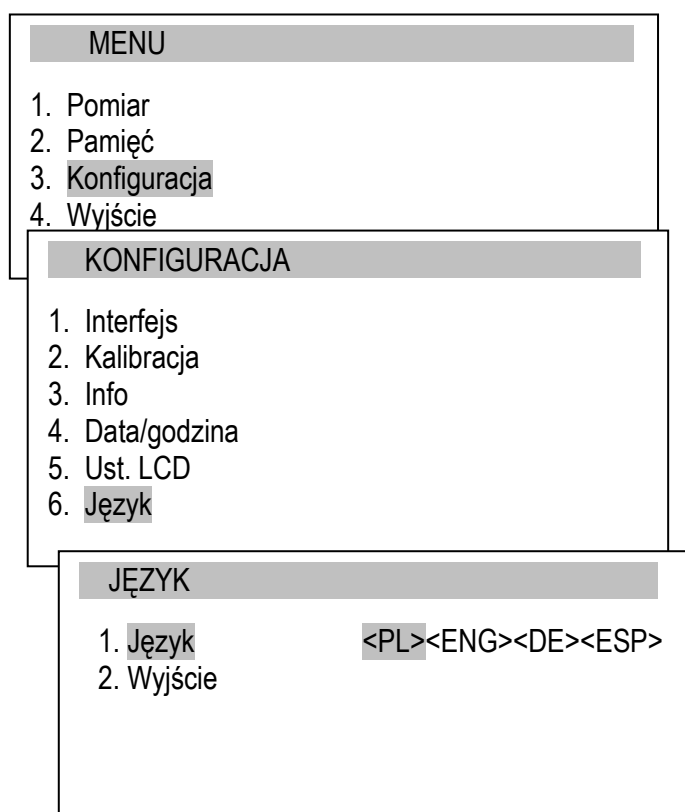 MENU
1. Pomiar
2. Pamięć
3. Konfiguracja
4. Wyjście
KONFIGURACJA
1. Interfejs
2. Kalibracja
3. Info
4. Data/godzina
5. Ust. LCD
6. Język
JĘZYK
1. Język <PL><ENG><DE><ESP>
2. Wyjście